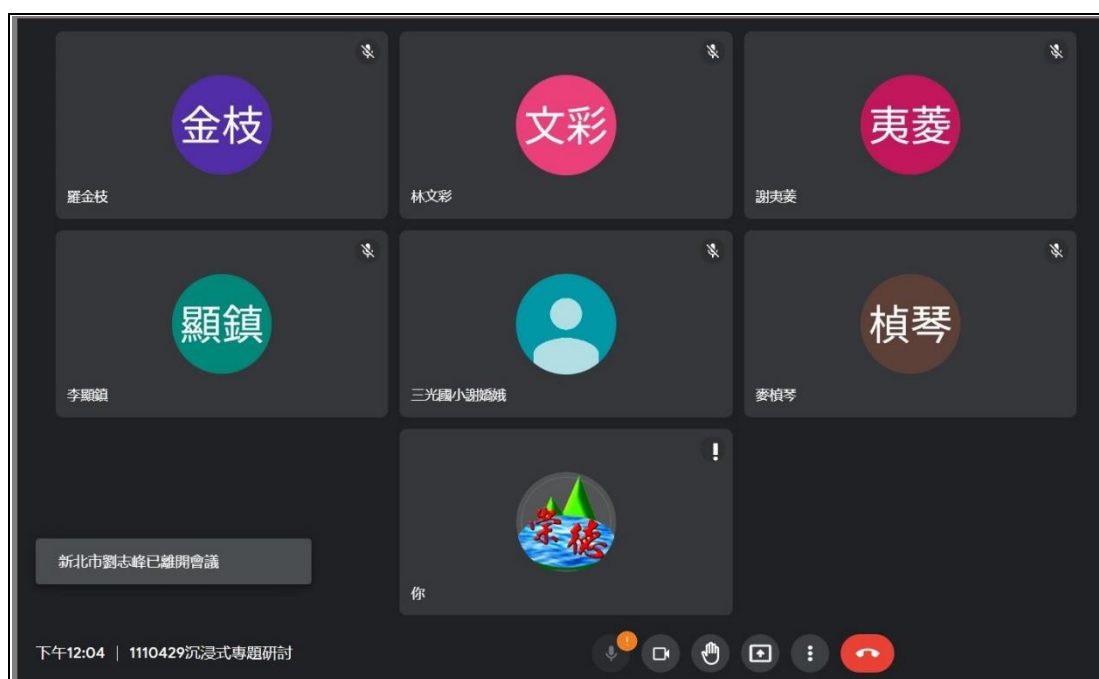 金枝
羅金枝
文彩
林文彩
夷菱
謝夷菱
顯鎮
李顯鎮
三光國小謝嬌娥
楨琴
麥楨琴
榮德
你
新北市劉志峰已離開會議
下午12:04 | 1110429沉浸式專題研討